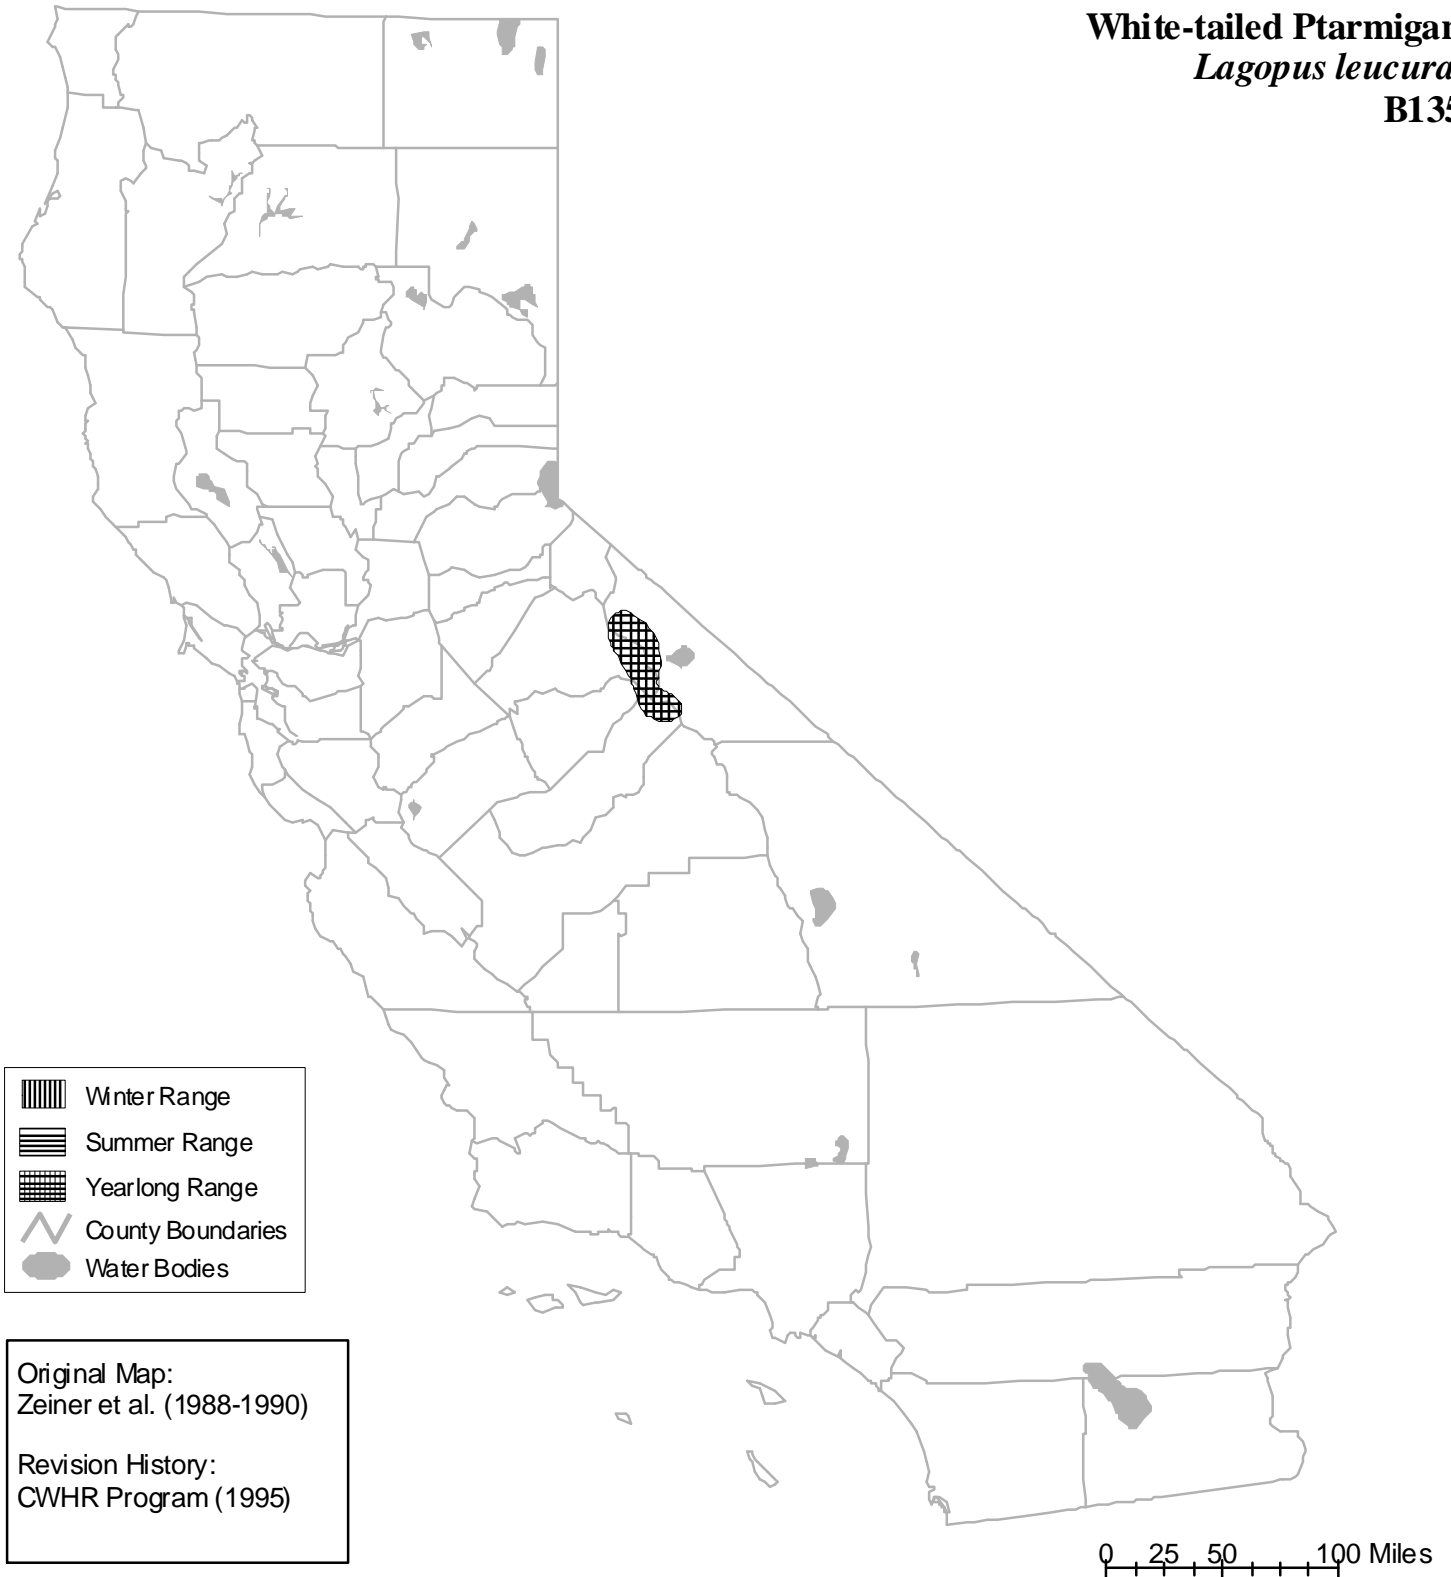 White-tailed Ptarmigan
Lagopus leucura
B135
Winter Range
Summer Range
Yearlong Range
County Boundaries
Water Bodies
Original Map:
Zeiner et al. (1988-1990)
Revision History:
CWHR Program (1995)
0 25 50 100 Miles